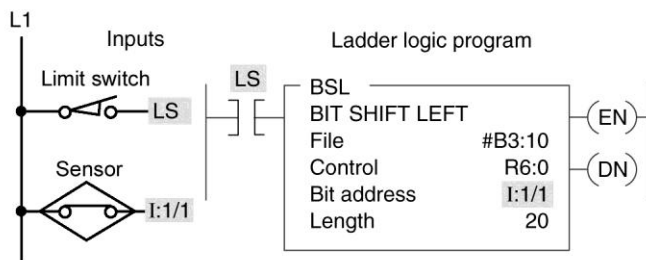 L1
Inputs
Ladder logic program
Limit switch
LS
LS
BSL
BIT SHIFT LEFT
EN
File #B3:10
Sensor
Control R6:0
DN
I:1/1
Bit address I:1/1
Length 20